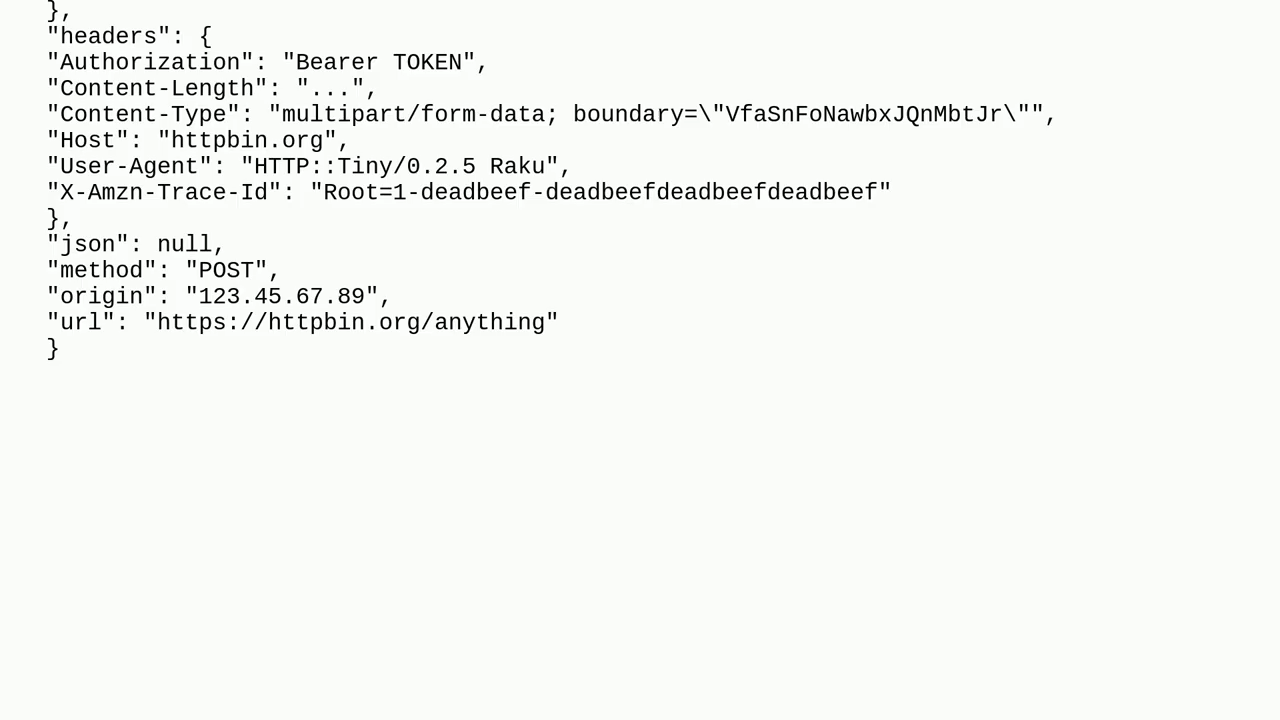 },
"headers": {
"Authorization": "Bearer TOKEN",
"Content-Length": "...",
"Content-Type": "multipart/form-data; boundary=\"VfaSnFoNawbxJQnMbtJr\"",
"Host": "httpbin.org",
"User-Agent": "HTTP::Tiny/0.2.5 Raku",
"X-Amzn-Trace-Id": "Root=1-deadbeef-deadbeefdeadbeefdeadbeef"
},
"json": null,
"method": "POST",
"origin": "123.45.67.89",
"url": "https://httpbin.org/anything"
}